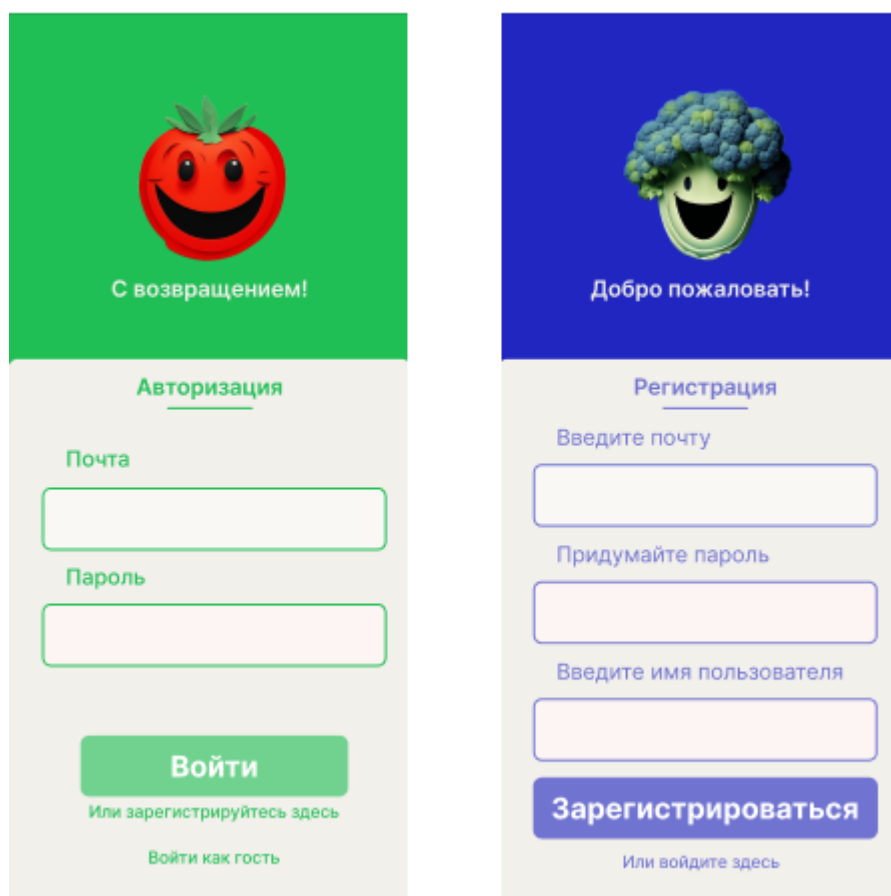 С возвращением!
Авторизация
Почта
Пароль
Войти
Или зарегистрируйтесь здесь
Войти как гость
Добро пожаловать!
Регистрация
Введите почту
Придумайте пароль
Введите имя пользователя
Зарегистрироваться
Или войдите здесь